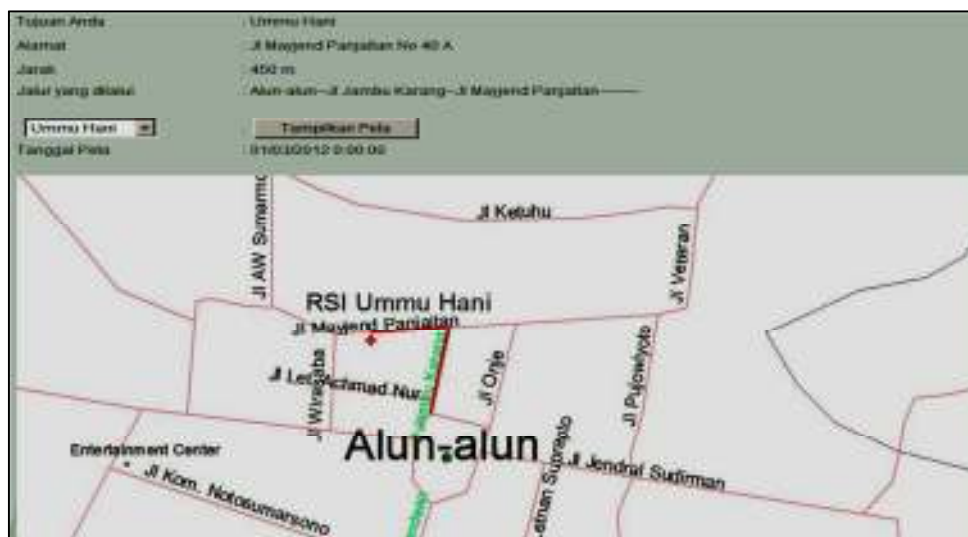 Tujuan Anda : Ummu Hani
Alamat : Jl Mayjend Panjaitan No 40 A
Jarak : 450 m
Jalur yang dilalui : Alun-alun--Jl Jambu Karang--Jl Mayjend Panjaitan-------
Ummu Hani Tampilkan Peta
Tanggal Peta : 01/03/2012 0:00:00
Jl Ketuhu
Jl AW Sumarmo
Jl Veteran
RSI Ummu Hani
Jl Mayjend Panjaitan
Jl Let Achmad Nur
Jl Wirasaba
Jl Onje
Jl Pujowiyoto
Alun-alun
Entertainment Center
Jl Kom. Notosumarsono
Jl Jendral Sudirman
Suprapto